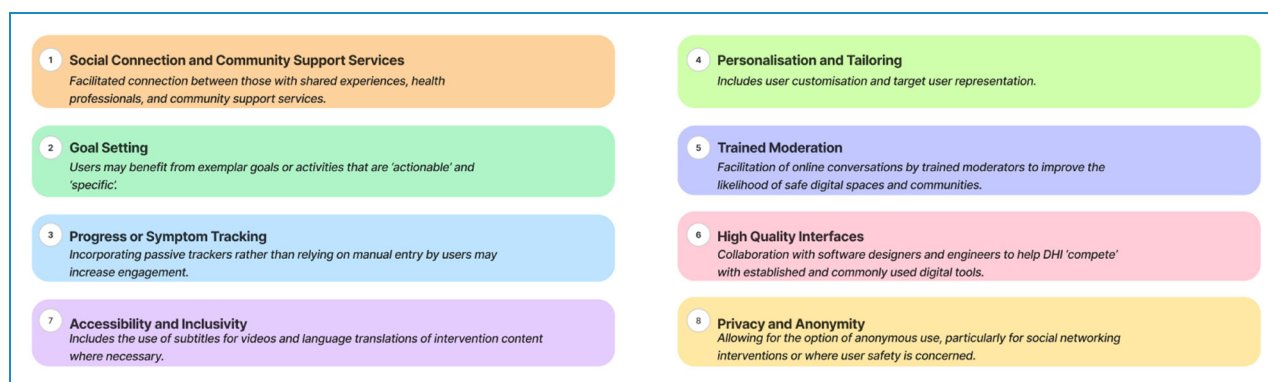 1
Social Connection and Community Support Services
Facilitated connection between those with shared experiences, health
professionals, and community support services.
2
Goal Setting
Users may benefit from exemplar goals or activities that are 'actionable' and
'specific'.
3
Progress or Symptom Tracking
Incorporating passive trackers rather than relying on manual entry by users may
increase engagement.
7
Accessibility and Inclusivity
Includes the use of subtitles for videos and language translations of intervention content
where necessary.
4
Personalisation and Tailoring
Includes user customisation and target user representation.
5
Trained Moderation
Facilitation of online conversations by trained moderators to improve the
likelihood of safe digital spaces and communities.
6
High Quality Interfaces
Collaboration with software designers and engineers to help DHI 'compete'
with established and commonly used digital tools.
8
Privacy and Anonymity
Allowing for the option of anonymous use, particularly for social networking
interventions or where user safety is concerned.